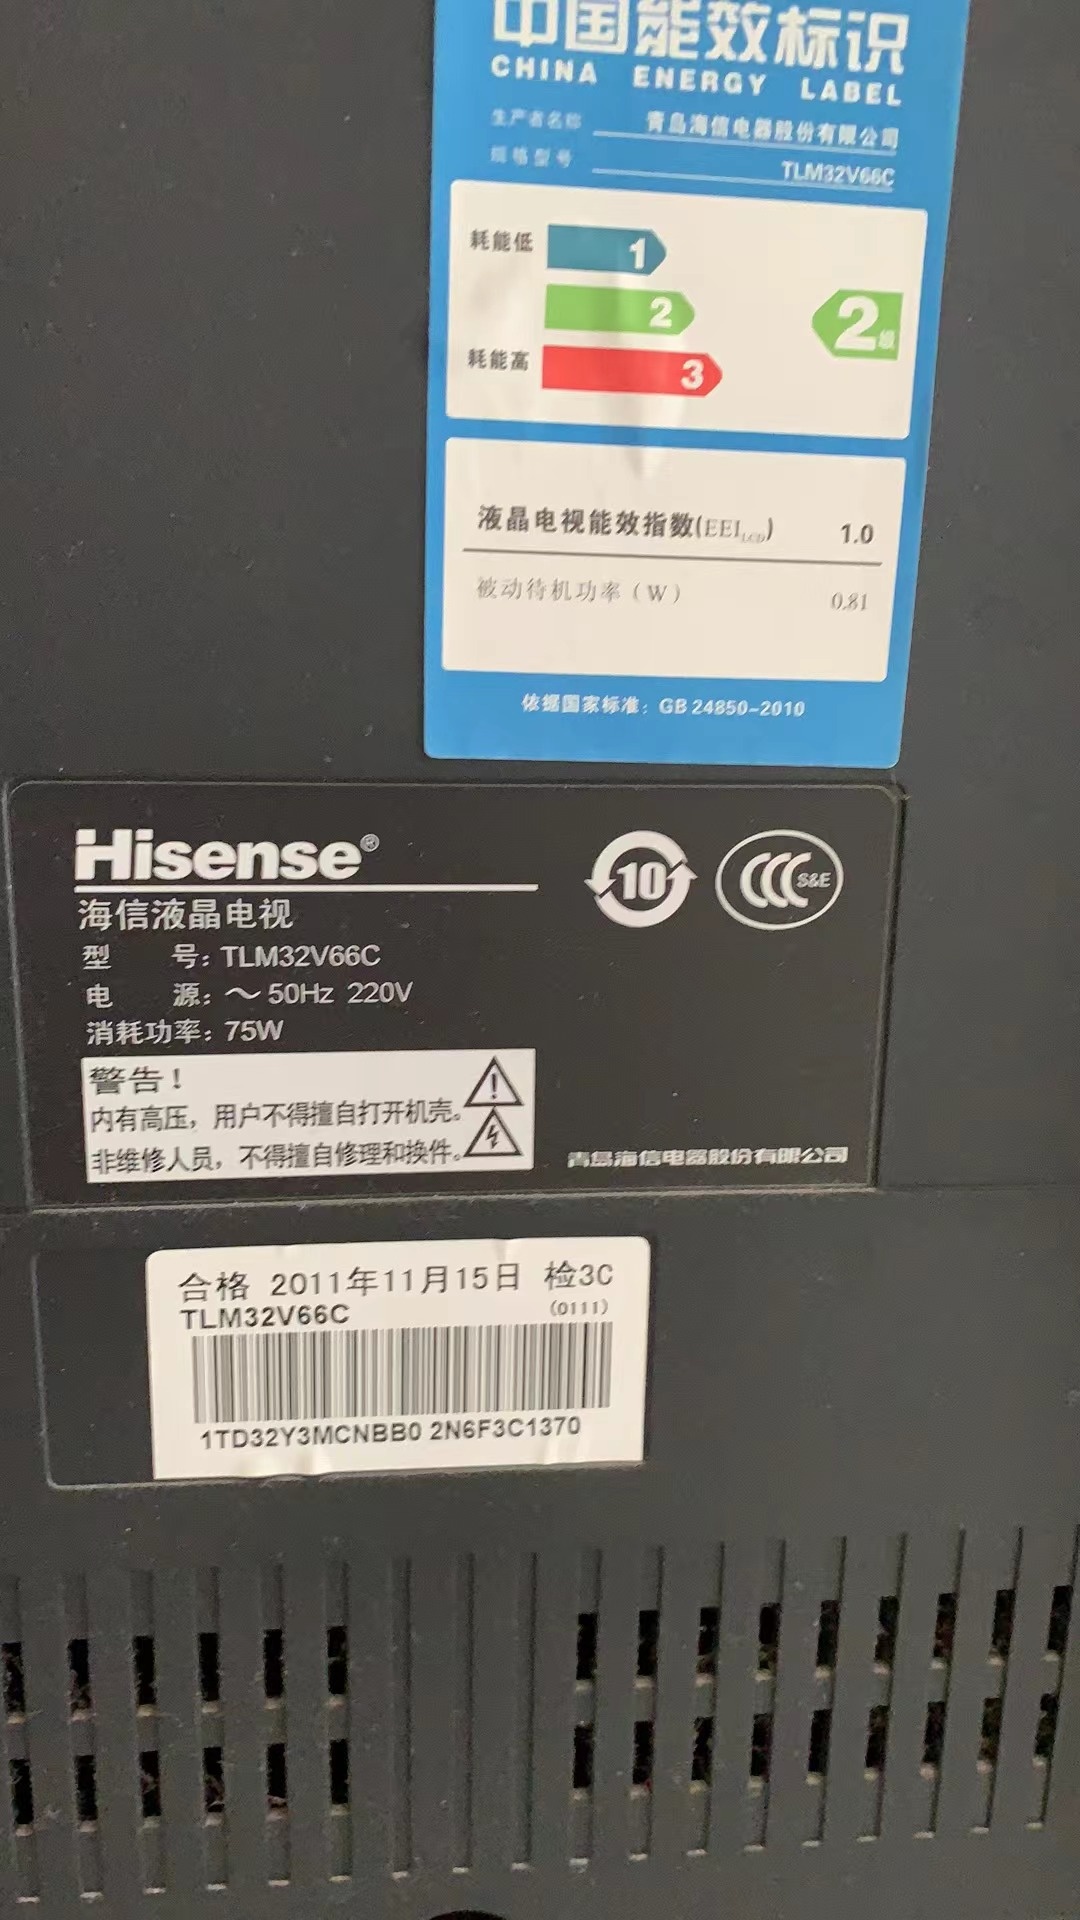 中国能效标识
CHINA ENERGY LABEL
生产者名称 青岛海信电器股份有限公司
规格型号 TLM32V66C
耗能低 1
2
2级
耗能高 3
液晶电视能效指数(EEILCD) 1.0
被动待机功率(W) 0.81
依据国家标准: GB 24850-2010
Hisense®
10
CCC S&E
海信液晶电视
型 号: TLM32V66C
电 源: ～50Hz 220V
消耗功率: 75W
警告!
内有高压，用户不得擅自打开机壳。
非维修人员，不得擅自修理和换件。
青岛海信电器股份有限公司
合格 2011年11月15日 检3C
TLM32V66C (0111)
1TD32Y3MCNBB0 2N6F3C1370